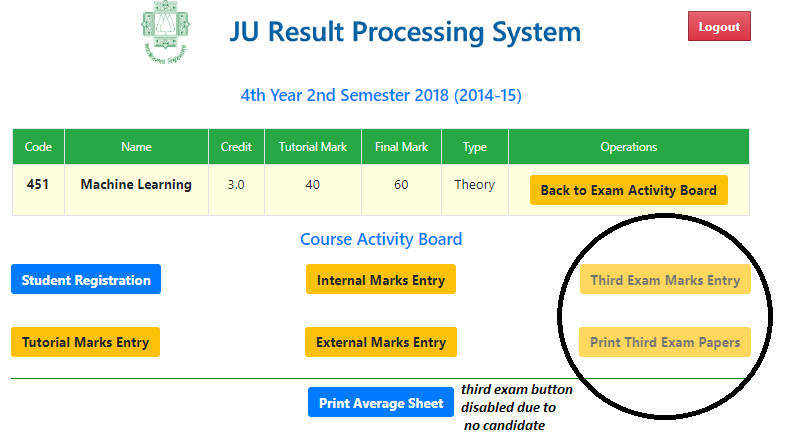 JU Result Processing System
Logout
4th Year 2nd Semester 2018 (2014-15)
Code Name Credit Tutorial Mark Final Mark Type Operations
451 Machine Learning 3.0 40 60 Theory Back to Exam Activity Board
Course Activity Board
Student Registration Internal Marks Entry Third Exam Marks Entry
Tutorial Marks Entry External Marks Entry Print Third Exam Papers
Print Average Sheet
third exam button
disabled due to
no candidate